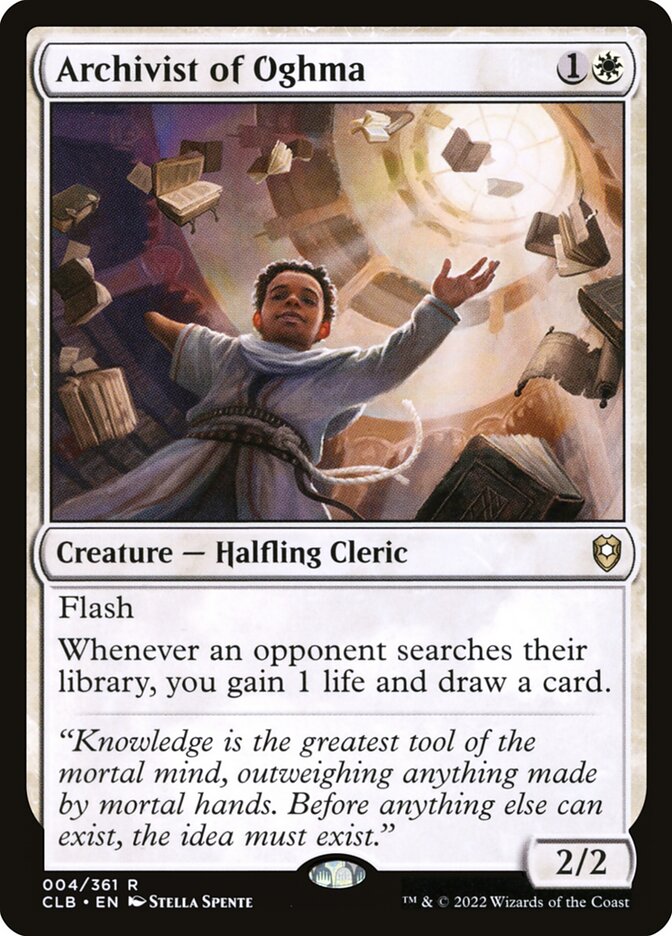 Archivist of Oghma 1
Creature — Halfling Cleric
Flash
Whenever an opponent searches their
library, you gain 1 life and draw a card.
“Knowledge is the greatest tool of the
mortal mind, outweighing anything made
by mortal hands. Before anything else can
exist, the idea must exist.”
2/2
004/361 R
CLB • EN Stella Spente
™ & © 2022 Wizards of the Coast